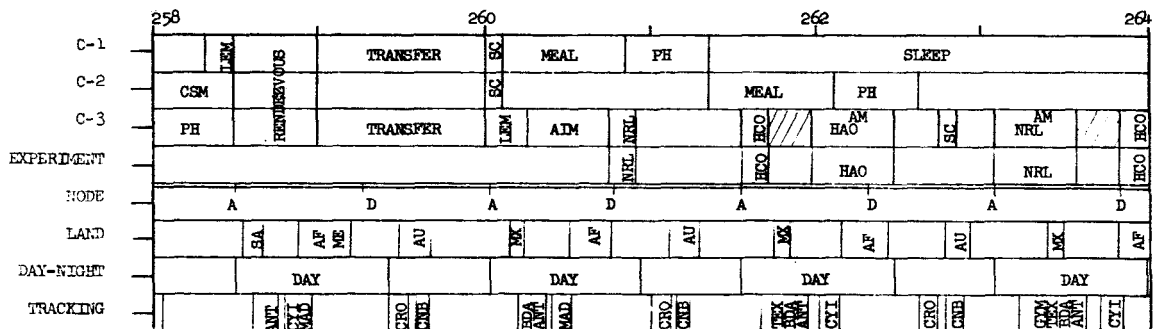 258 260 262 264
C-1 LEM RENDEZVOUS TRANSFER SC MEAL PH SLEEP
C-2 CSM SC MEAL PH
C-3 PH TRANSFER LEM AIM NRL HCO HAO AM SC NRL AM HCO
EXPERIMENT NRL HCO HAO NRL HCO
NODE A D A D A D A D
LAND SA AF ME AU MX AF AU MX AF AU MX AF
DAY-NIGHT DAY DAY DAY DAY
TRACKING ANT CYI MAD CRO CNB BDA ANT MAD CRO CNB TEX BDA ANT CYI CRO CNB GYM TEX BDA ANT CYI